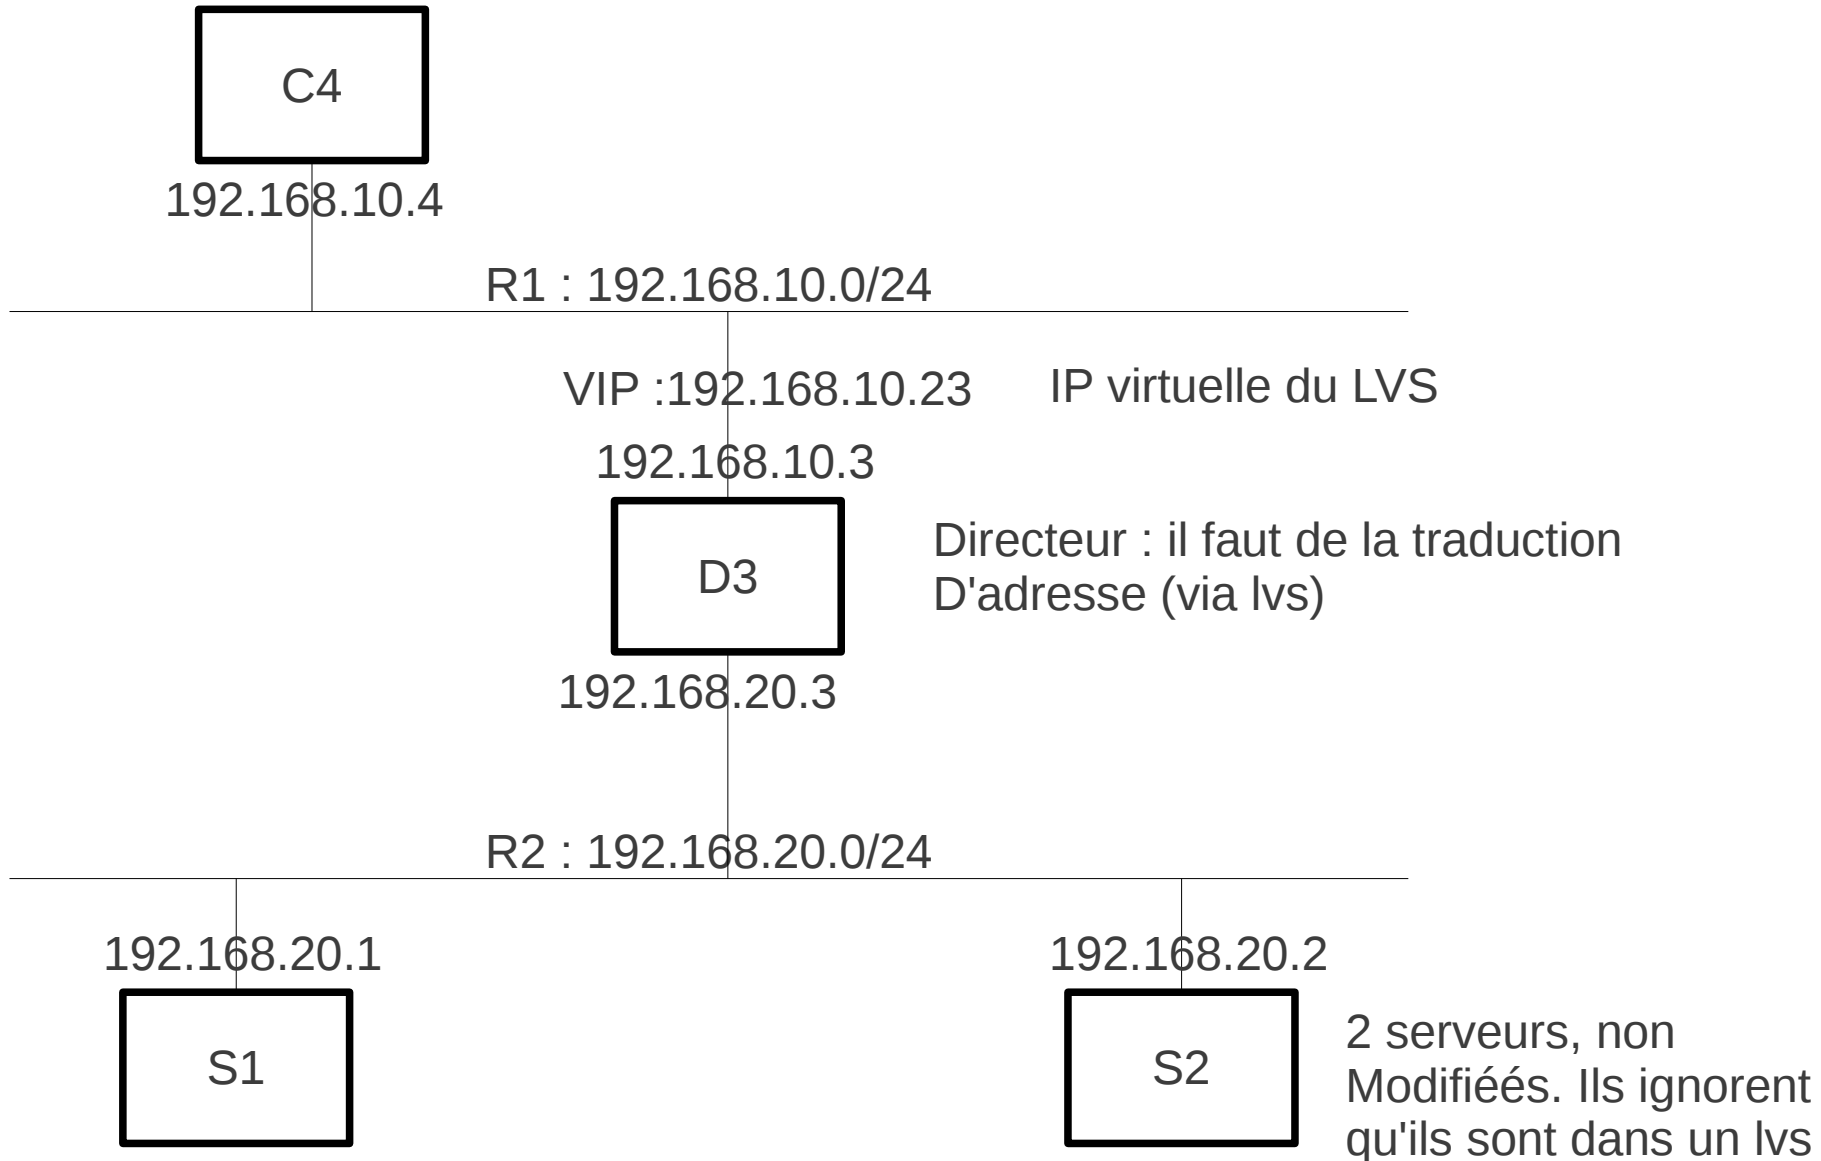 C4
192.168.10.4
R1 : 192.168.10.0/24
VIP :192.168.10.23
IP virtuelle du LVS
192.168.10.3
D3
Directeur : il faut de la traduction
D'adresse (via lvs)
192.168.20.3
R2 : 192.168.20.0/24
192.168.20.1
192.168.20.2
S1
S2
2 serveurs, non
Modifiéés. Ils ignorent
qu'ils sont dans un lvs